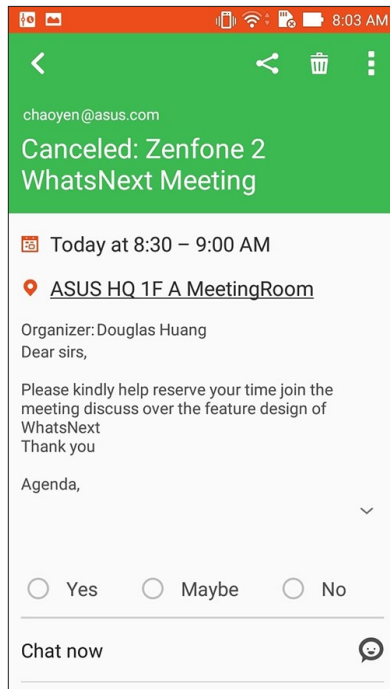 8:03 AM
chaoyen@asus.com
Canceled: Zenfone 2
WhatsNext Meeting
Today at 8:30 – 9:00 AM
ASUS HQ 1F A MeetingRoom
Organizer: Douglas Huang
Dear sirs,
Please kindly help reserve your time join the
meeting discuss over the feature design of
WhatsNext
Thank you
Agenda,
Yes Maybe No
Chat now